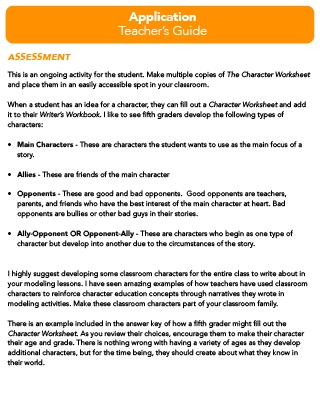 Application
Teacher's Guide
ASSESSMENT
This is an ongoing activity for the student. Make multiple copies of The Character Worksheet
and place them in an easily accessible spot in your classroom.
When a student has an idea for a character, they can fill out a Character Worksheet and add
it to their Writer's Workbook. I like to see fifth graders develop the following types of
characters:
• Main Characters - These are characters the student wants to use as the main focus of a
story.
• Allies - These are friends of the main character
• Opponents - These are good and bad opponents.  Good opponents are teachers,
parents, and friends who have the best interest of the main character at heart. Bad
opponents are bullies or other bad guys in their stories.
• Ally-Opponent OR Opponent-Ally - These are characters who begin as one type of
character but develop into another due to the circumstances of the story.
I highly suggest developing some classroom characters for the entire class to write about in
your modeling lessons. I have seen amazing examples of how teachers have used classroom
characters to reinforce character education concepts through narratives they wrote in
modeling activities. Make these classroom characters part of your classroom family.
There is an example included in the answer key of how a fifth grader might fill out the
Character Worksheet. As you review their choices, encourage them to make their character
their age and grade. There is nothing wrong with having a variety of ages as they develop
additional characters, but for the time being, they should create about what they know in
their world.